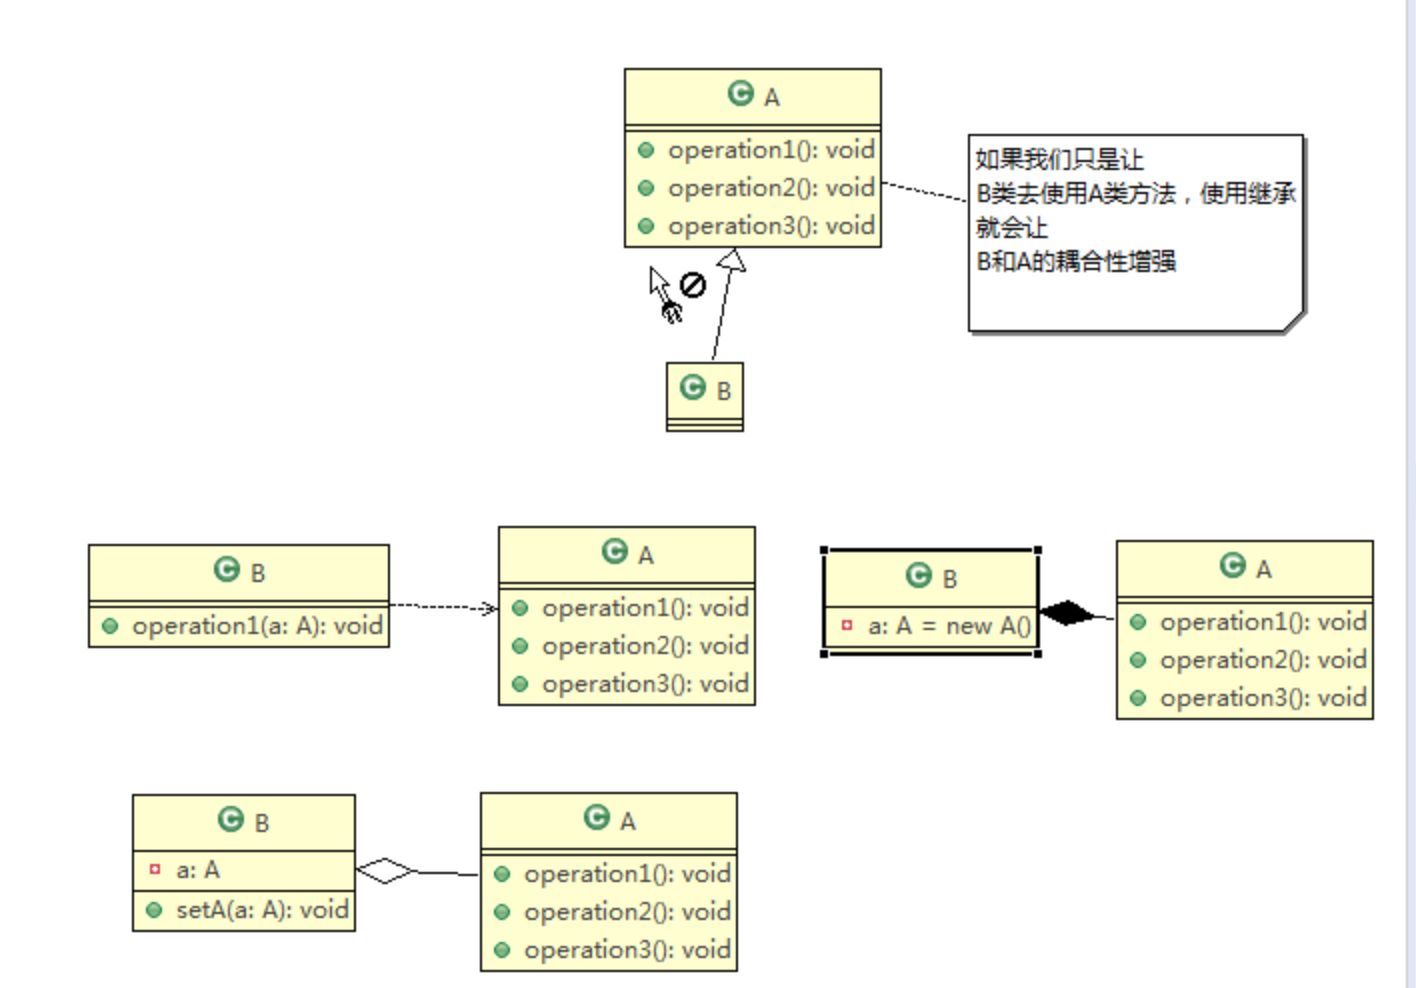 A
operation1(): void
operation2(): void
operation3(): void
如果我们只是让
B类去使用A类方法，使用继承
就会让
B和A的耦合性增强
B
B
operation1(a: A): void
A
operation1(): void
operation2(): void
operation3(): void
B
a: A = new A()
A
operation1(): void
operation2(): void
operation3(): void
B
a: A
setA(a: A): void
A
operation1(): void
operation2(): void
operation3(): void